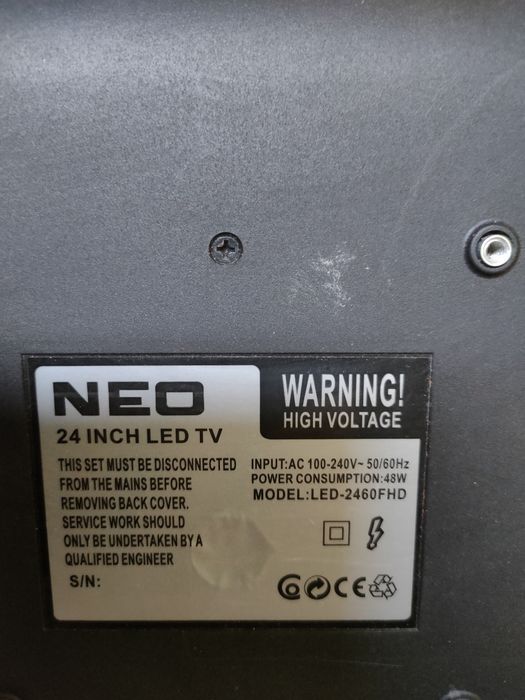 NEO
24 INCH LED TV
WARNING!
HIGH VOLTAGE
THIS SET MUST BE DISCONNECTED
FROM THE MAINS BEFORE
REMOVING BACK COVER.
SERVICE WORK SHOULD
ONLY BE UNDERTAKEN BY A
QUALIFIED ENGINEER
S/N:
INPUT:AC 100-240V~ 50/60Hz
POWER CONSUMPTION:48W
MODEL:LED-2460FHD
CE